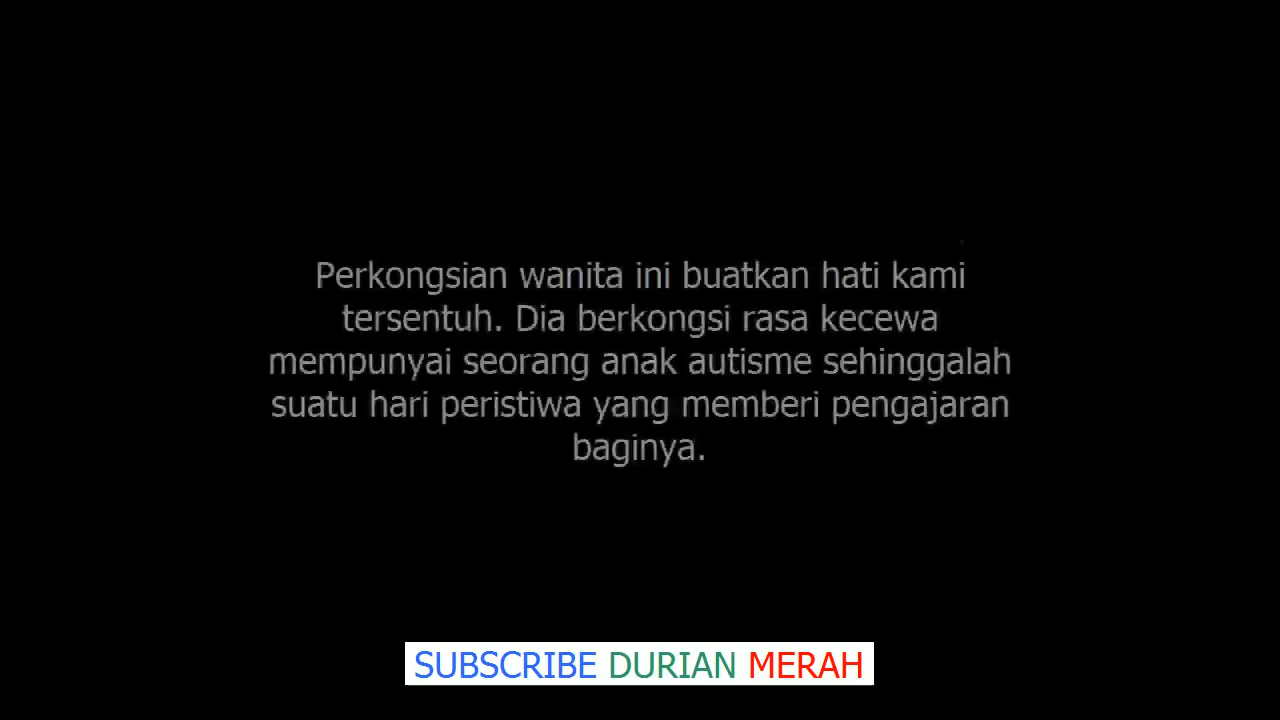 Perkongsian wanita ini buatkan hati kami
tersentuh. Dia berkongsi rasa kecewa
mempunyai seorang anak autisme sehinggalah
suatu hari peristiwa yang memberi pengajaran
baginya.
SUBSCRIBE DURIAN MERAH